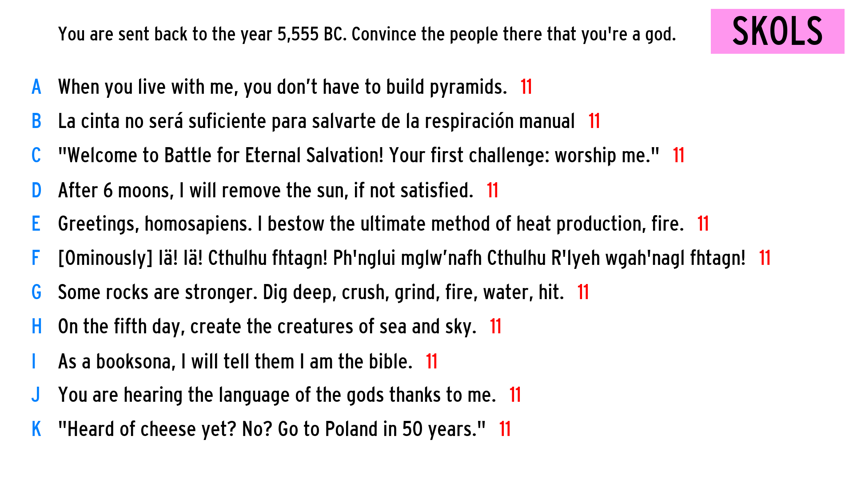 You are sent back to the year 5,555 BC. Convince the people there that you're a god.
SKOLS
A When you live with me, you don’t have to build pyramids. 11
B La cinta no será suficiente para salvarte de la respiración manual 11
C "Welcome to Battle for Eternal Salvation! Your first challenge: worship me." 11
D After 6 moons, I will remove the sun, if not satisfied. 11
E Greetings, homosapiens. I bestow the ultimate method of heat production, fire. 11
F [Ominously] Iä! Iä! Cthulhu fhtagn! Ph'nglui mglw’nafh Cthulhu R'lyeh wgah'nagl fhtagn! 11
G Some rocks are stronger. Dig deep, crush, grind, fire, water, hit. 11
H On the fifth day, create the creatures of sea and sky. 11
I As a booksona, I will tell them I am the bible. 11
J You are hearing the language of the gods thanks to me. 11
K "Heard of cheese yet? No? Go to Poland in 50 years." 11